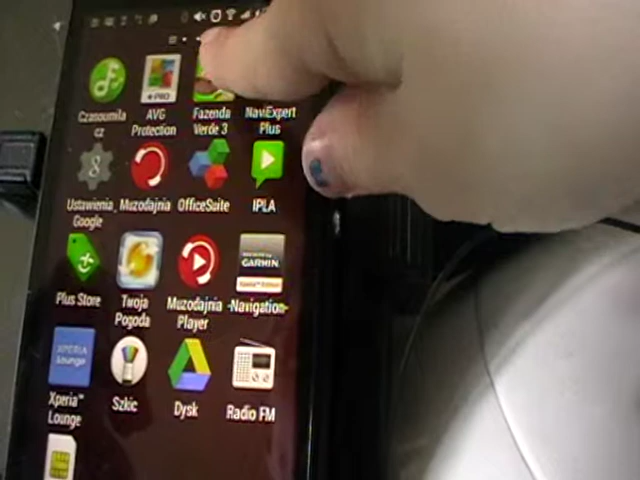 Czasoumila
cz
AVG
Protection
Fazenda
Verde 3
NaviExpert
Plus
PRO
g
Ustawienia
Google
Muzodajnia
OfficeSuite
IPLA
Plus Store
Twoja
Pogoda
Muzodajnia
Player
GARMIN
Navigation
XPERIA
Lounge
Xperia™
Lounge
Szkic
Dysk
Radio FM